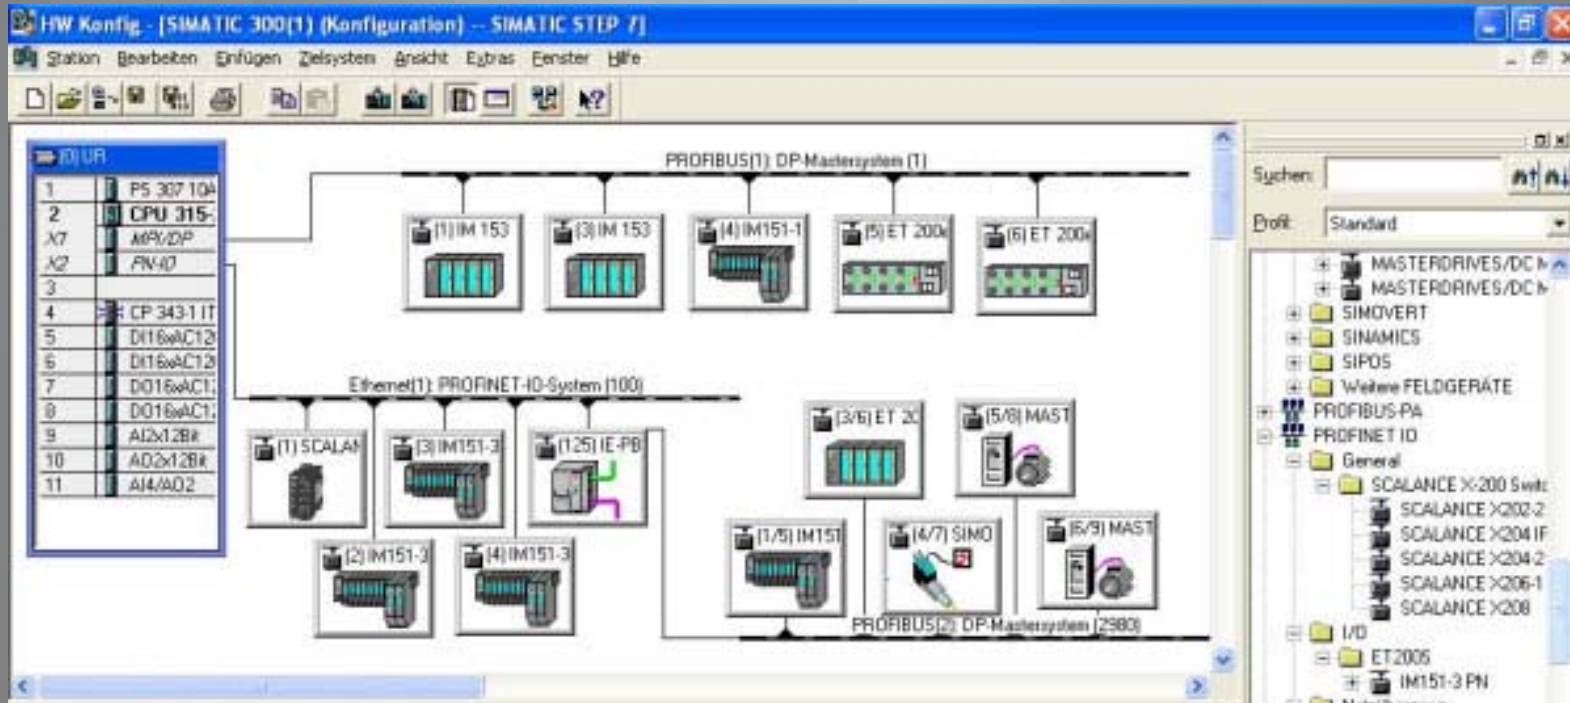 HW Konfig - [SIMATIC 300(1) (Konfiguration) -- SIMATIC STEP 7]
Station Bearbeiten Einfügen Zielsystem Ansicht Extras Fenster Hilfe
(0) UR
1 PS 307 10A
2 CPU 315-
X1 MPI/DP
X2 PN-IO
3
4 CP 343-1 IT
5 DI16xAC12
6 DI16xAC12
7 DO16xAC1
8 DO16xAC1
9 AI2x12Bit
10 AO2x12Bit
11 AI4/AO2
PROFIBUS(1): DP-Mastersystem (1)
(1) IM 153
(3) IM 153
(4) IM151-1
(5) ET 200
(6) ET 200
Ethernet(1): PROFINET-IO-System (100)
(1) SCALAN
(3) IM151-3
(125) IE-PB
(2) IM151-3
(4) IM151-3
(3/6) ET 20
(5/8) MAST
(1/5) IM151
(4/7) SIMO
(6/9) MAST
PROFIBUS(2): DP-Mastersystem (2980)
Suchen:
Profil: Standard
MASTERDRIVES/DC M
MASTERDRIVES/DC M
SIMOVERT
SINAMICS
SIPOS
Weitere FELDGERÄTE
PROFIBUS-PA
PROFINET IO
General
SCALANCE X-200 Switc
SCALANCE X202-2
SCALANCE X204 IF
SCALANCE X204-2
SCALANCE X206-1
SCALANCE X208
I/O
ET200S
IM151-3 PN